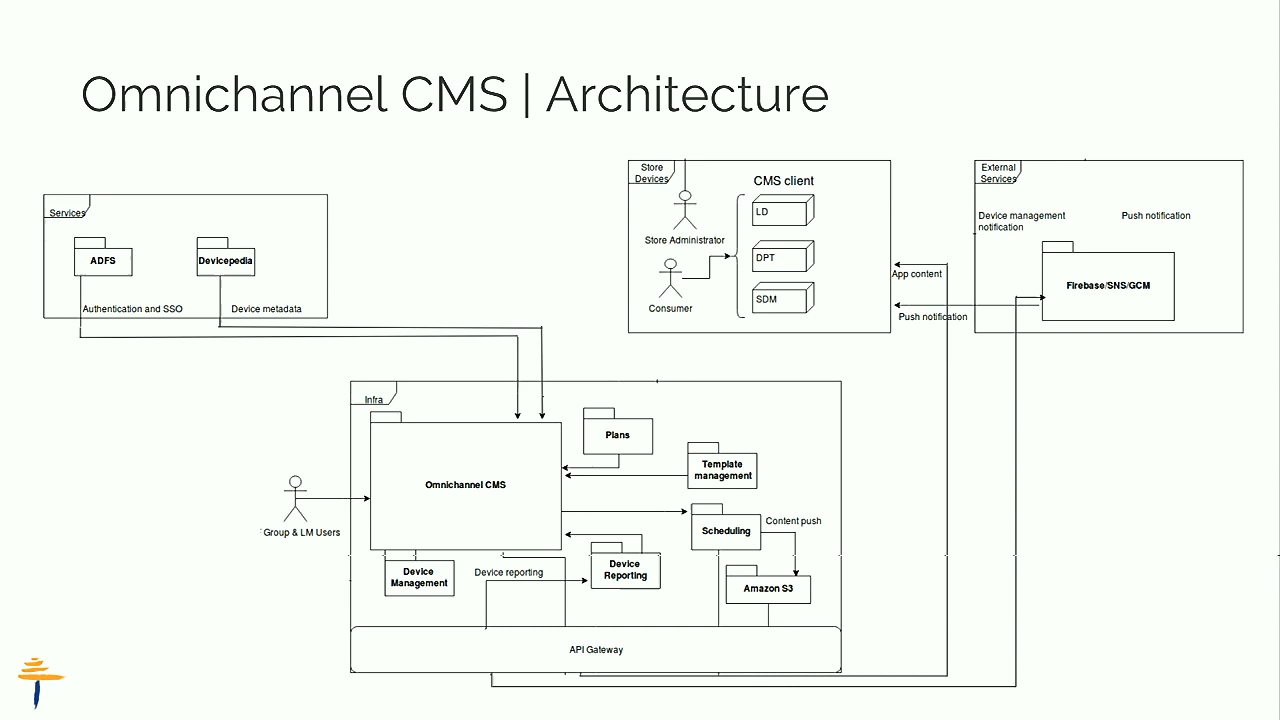 Omnichannel CMS | Architecture
Services
ADFS
Devicepedia
Authentication and SSO
Device metadata
Store
Devices
CMS client
LD
DPT
SDM
Store Administrator
Consumer
External
Services
Device management
notification
Push notification
Firebase/SNS/GCM
App content
Push notification
Infra
Omnichannel CMS
Plans
Template
management
Scheduling
Content push
Group & LM Users
Device
Management
Device reporting
Device
Reporting
Amazon S3
API Gateway